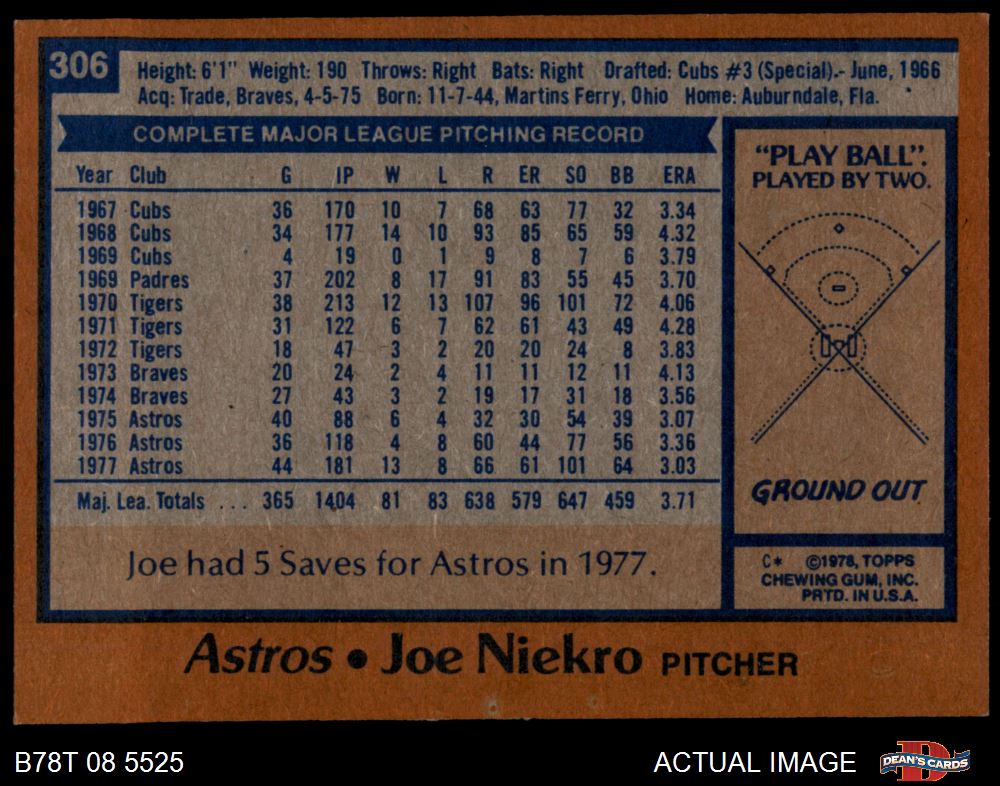 306
Height: 6'1" Weight: 190 Throws: Right Bats: Right Drafted: Cubs #3 (Special).- June, 1966
Acq: Trade, Braves, 4-5-75 Born: 11-7-44, Martins Ferry, Ohio Home: Auburndale, Fla.
COMPLETE MAJOR LEAGUE PITCHING RECORD
Year Club G IP W L R ER SO BB ERA
1967 Cubs 36 170 10 7 68 63 77 32 3.34
1968 Cubs 34 177 14 10 93 85 65 59 4.32
1969 Cubs 4 19 0 1 9 8 7 6 3.79
1969 Padres 37 202 8 17 91 83 55 45 3.70
1970 Tigers 38 213 12 13 107 96 101 72 4.06
1971 Tigers 31 122 6 7 62 61 43 49 4.28
1972 Tigers 18 47 3 2 20 20 24 8 3.83
1973 Braves 20 24 2 4 11 11 12 11 4.13
1974 Braves 27 43 3 2 19 17 31 18 3.56
1975 Astros 40 88 6 4 32 30 54 39 3.07
1976 Astros 36 118 4 8 60 44 77 56 3.36
1977 Astros 44 181 13 8 66 61 101 64 3.03
Maj. Lea. Totals ... 365 1404 81 83 638 579 647 459 3.71
Joe had 5 Saves for Astros in 1977.
"PLAY BALL".
PLAYED BY TWO.
GROUND OUT
C* ©1978, TOPPS
CHEWING GUM, INC.
PRTD. IN U.S.A.
Astros • Joe Niekro PITCHER
B78T 08 5525
ACTUAL IMAGE
DEAN'S CARDS